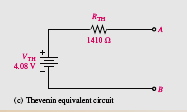 R_TH
1410 Ω
A
V_TH
4.08 V
+
−
B
(c) Thevenin equivalent circuit